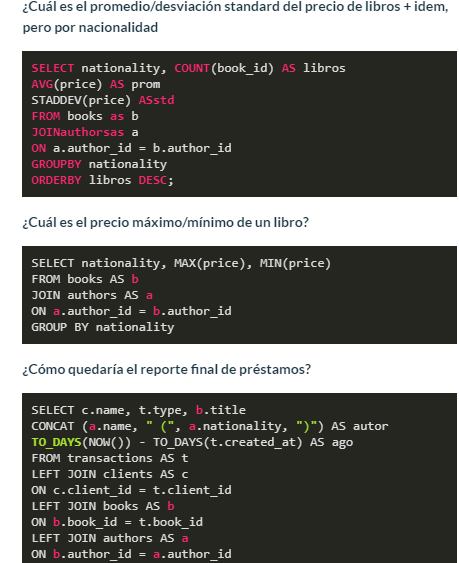 ¿Cuál es el promedio/desviación standard del precio de libros + idem,
pero por nacionalidad
SELECT nationality, COUNT(book_id) AS libros
AVG(price) AS prom
STADDEV(price) ASstd
FROM books as b
JOINauthorsas a
ON a.author_id = b.author_id
GROUPBY nationality
ORDERBY libros DESC;
¿Cuál es el precio máximo/mínimo de un libro?
SELECT nationality, MAX(price), MIN(price)
FROM books AS b
JOIN authors AS a
ON a.author_id = b.author_id
GROUP BY nationality
¿Cómo quedaría el reporte final de préstamos?
SELECT c.name, t.type, b.title
CONCAT (a.name, " (", a.nationality, ")") AS autor
TO_DAYS(NOW()) - TO_DAYS(t.created_at) AS ago
FROM transactions AS t
LEFT JOIN clients AS c
ON c.client_id = t.client_id
LEFT JOIN books AS b
ON b.book_id = t.book_id
LEFT JOIN authors AS a
ON b.author_id = a.author_id